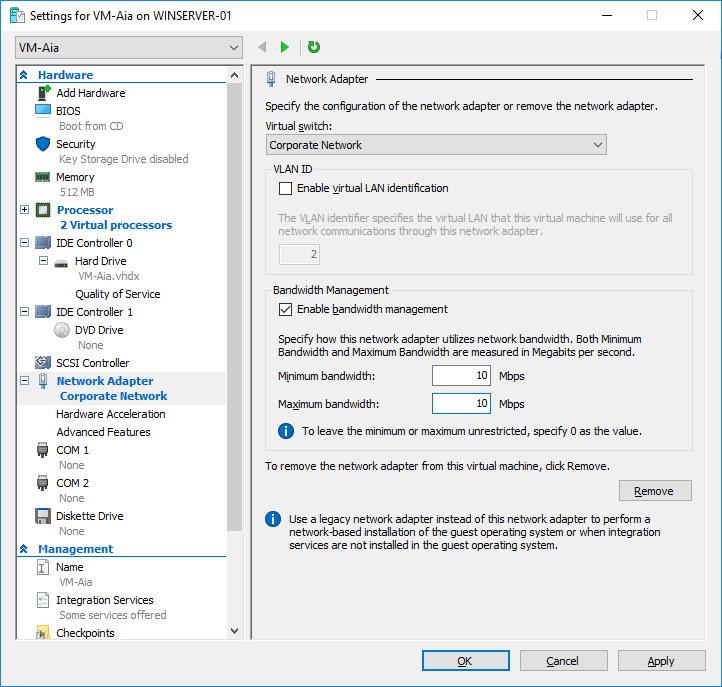 Settings for VM-Aia on WINSERVER-01
VM-Aia
Hardware
Add Hardware
BIOS
Boot from CD
Security
Key Storage Drive disabled
Memory
512 MB
Processor
2 Virtual processors
IDE Controller 0
Hard Drive
VM-Aia.vhdx
Quality of Service
IDE Controller 1
DVD Drive
None
SCSI Controller
Network Adapter
Corporate Network
Hardware Acceleration
Advanced Features
COM 1
None
COM 2
None
Diskette Drive
None
Management
Name
VM-Aia
Integration Services
Some services offered
Checkpoints
Network Adapter
Specify the configuration of the network adapter or remove the network adapter.
Virtual switch:
Corporate Network
VLAN ID
Enable virtual LAN identification
The VLAN identifier specifies the virtual LAN that this virtual machine will use for all
network communications through this network adapter.
2
Bandwidth Management
Enable bandwidth management
Specify how this network adapter utilizes network bandwidth. Both Minimum
Bandwidth and Maximum Bandwidth are measured in Megabits per second.
Minimum bandwidth: 10 Mbps
Maximum bandwidth: 10 Mbps
To leave the minimum or maximum unrestricted, specify 0 as the value.
To remove the network adapter from this virtual machine, click Remove.
Remove
Use a legacy network adapter instead of this network adapter to perform a
network-based installation of the guest operating system or when integration
services are not installed in the guest operating system.
OK Cancel Apply